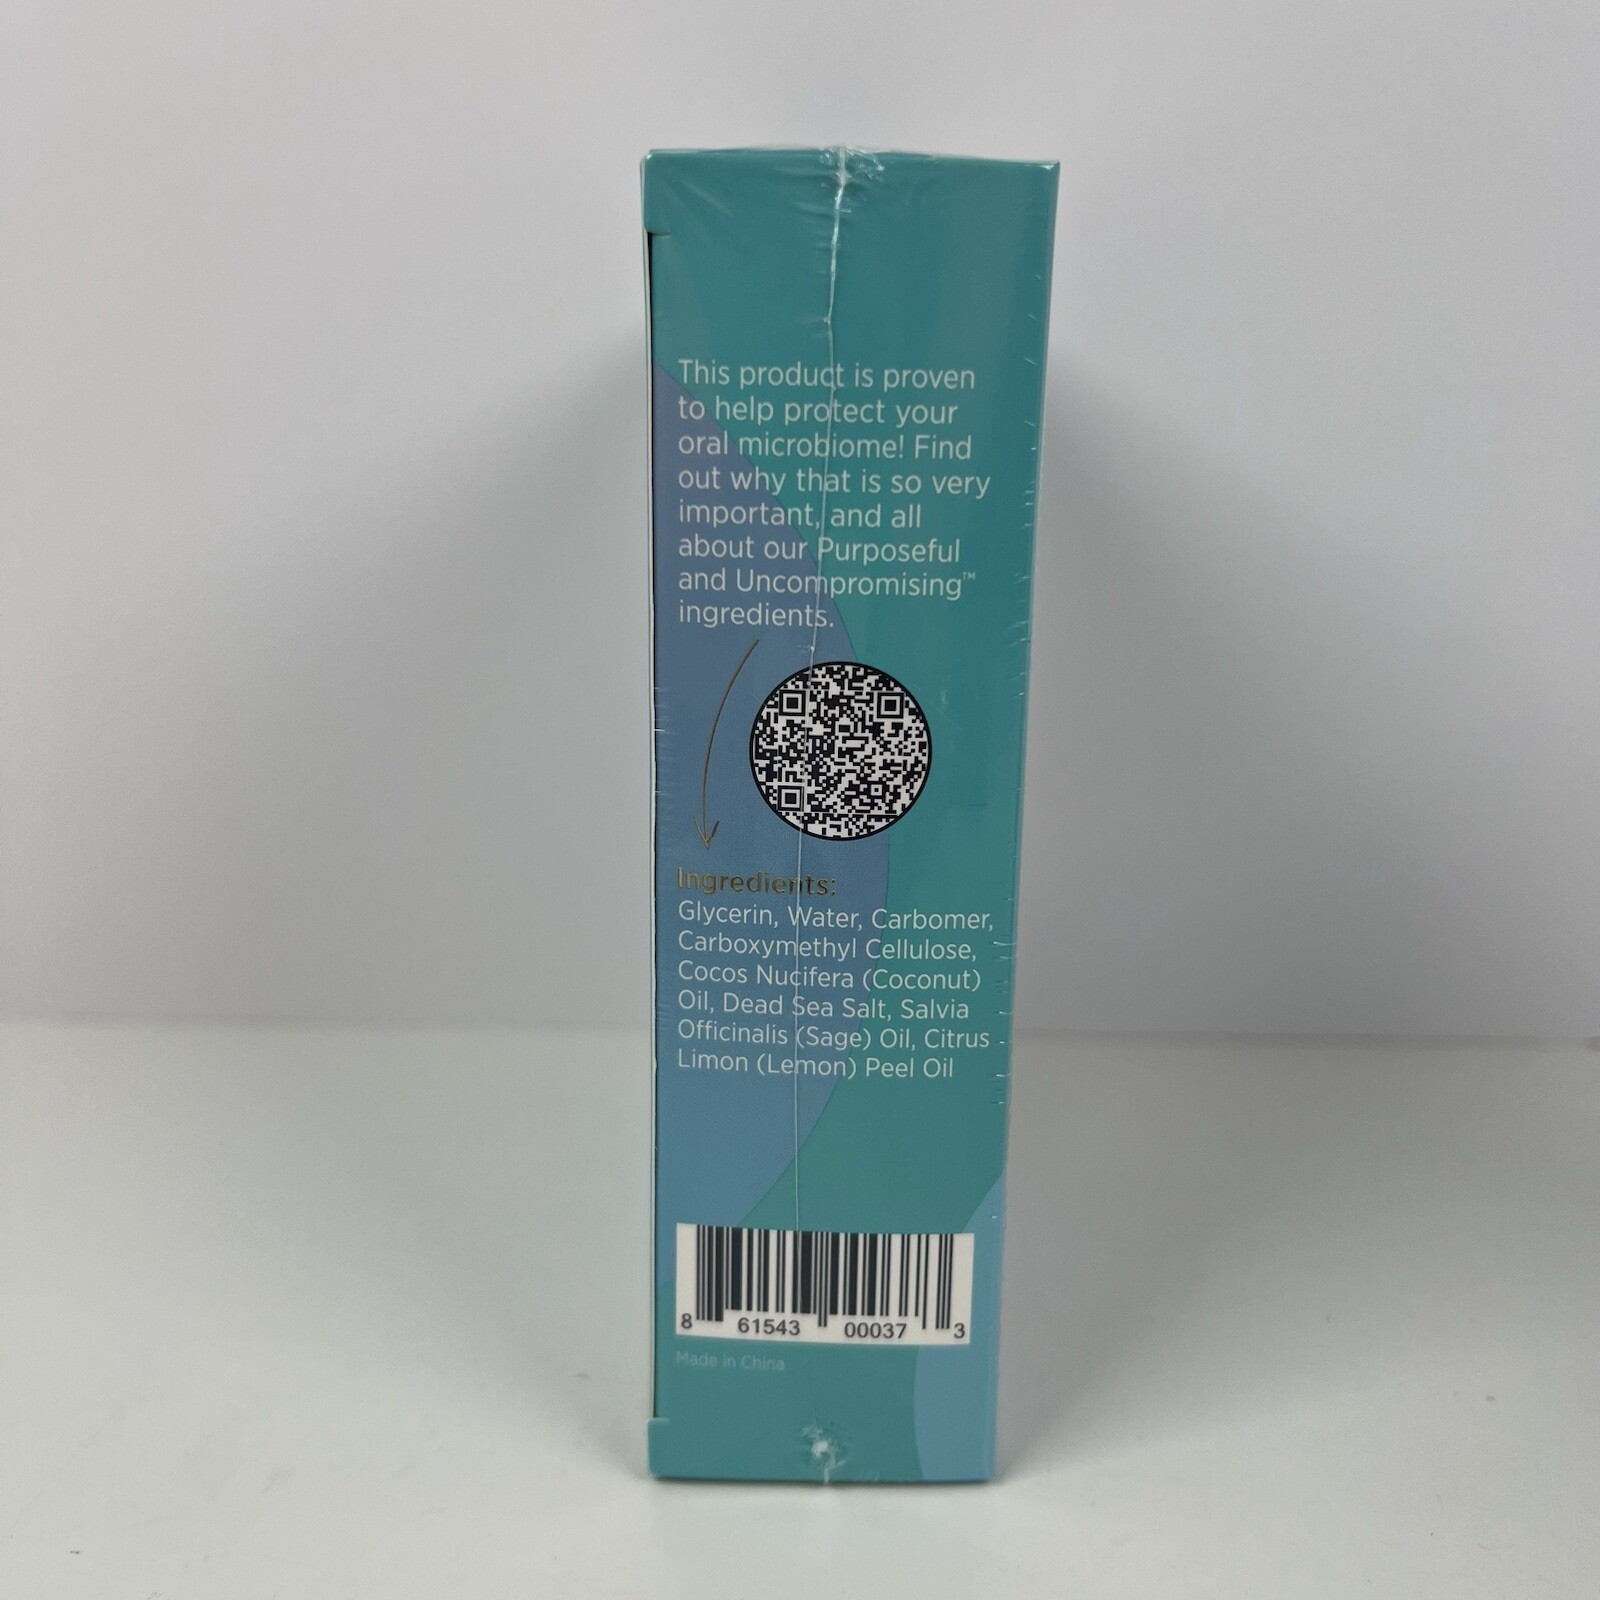 This product is proven
to help protect your
oral microbiome! Find
out why that is so very
important, and all
about our Purposeful
and Uncompromising™
ingredients.
Ingredients:
Glycerin, Water, Carbomer,
Carboxymethyl Cellulose,
Cocos Nucifera (Coconut)
Oil, Dead Sea Salt, Salvia
Officinalis (Sage) Oil, Citrus
Limon (Lemon) Peel Oil
8 61543 00037 3
Made in China